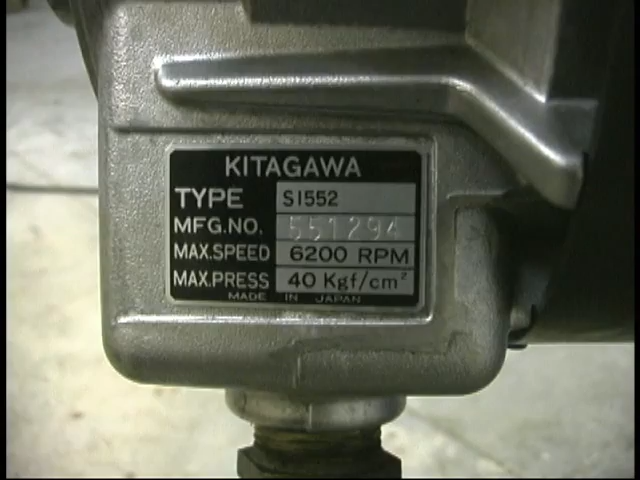 KITAGAWA
TYPE S1552
MFG.NO. 551294
MAX.SPEED 6200 RPM
MAX.PRESS 40 Kgf/cm²
MADE IN JAPAN